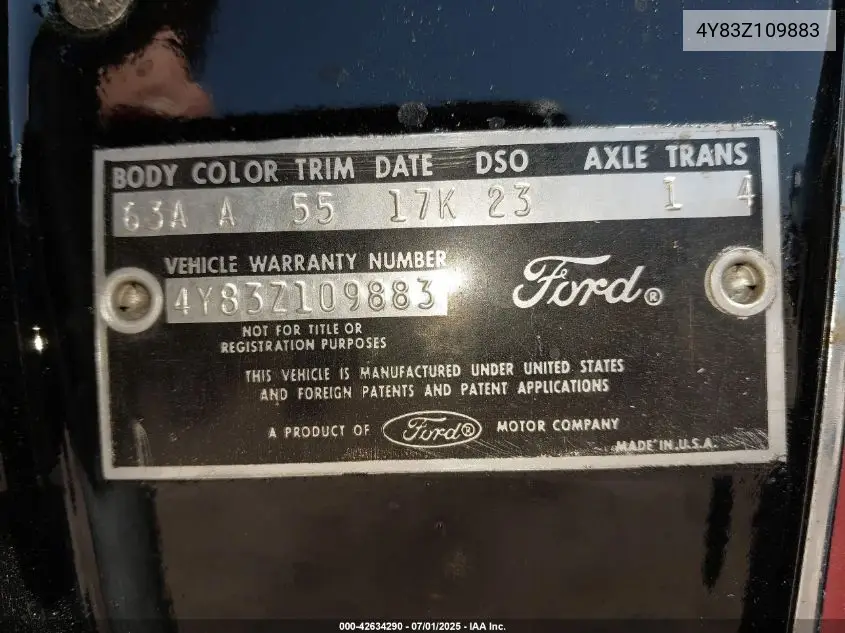 4Y83Z109883
BODY COLOR TRIM DATE DSO AXLE TRANS
63A A 55 17K 23 1 4
VEHICLE WARRANTY NUMBER
4Y83Z109883
Ford®
NOT FOR TITLE OR
REGISTRATION PURPOSES
THIS VEHICLE IS MANUFACTURED UNDER UNITED STATES
AND FOREIGN PATENTS AND PATENT APPLICATIONS
A PRODUCT OF Ford® MOTOR COMPANY
MADE IN U.S.A.
000-42634290 - 07/01/2025 - IAA Inc.